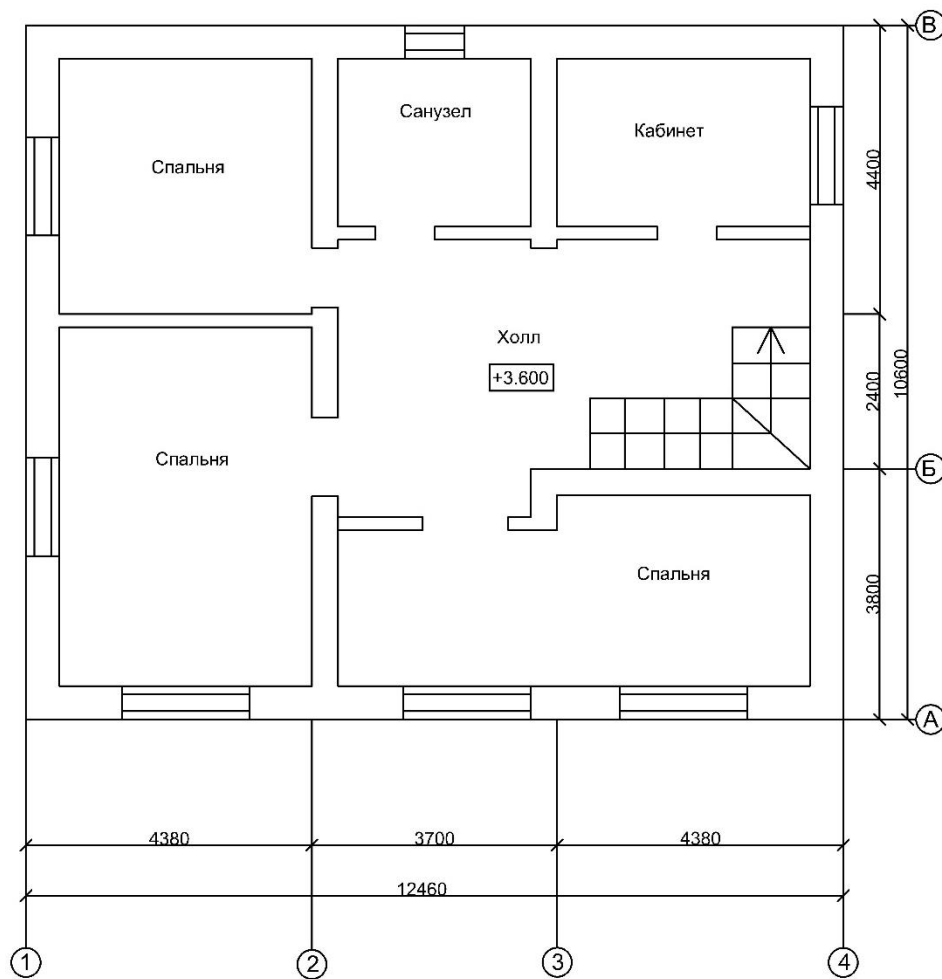 В
Санузел
Кабинет
Спальня
4400
Холл
+3.600
2400
10600
Спальня
Б
Спальня
3800
А
4380
3700
4380
12460
1
2
3
4